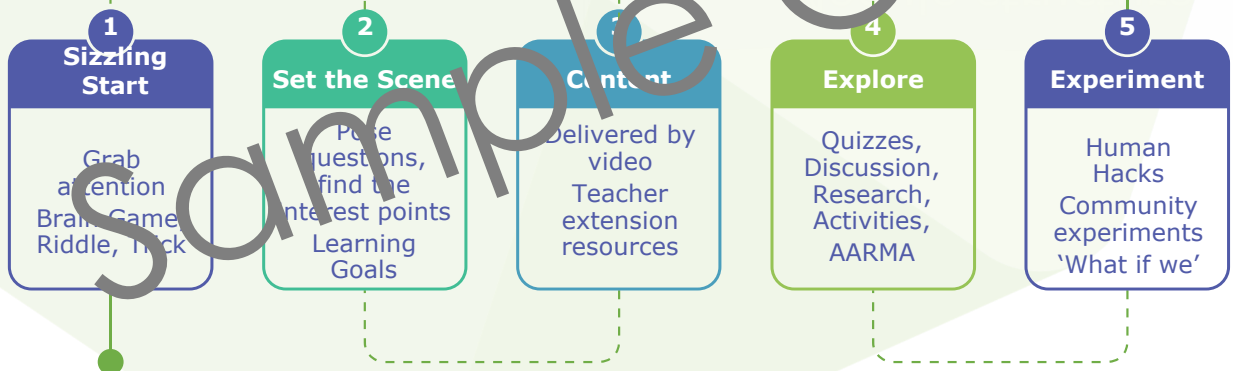 1
Sizzling
Start
Grab
attention
Brain Game,
Riddle, Trick
2
Set the Scene
Pose
questions,
find the
interest points
Learning
Goals
3
Content
Delivered by
video
Teacher
extension
resources
4
Explore
Quizzes,
Discussion,
Research,
Activities,
AARMA
5
Experiment
Human
Hacks
Community
experiments
‘What if we’
Sample